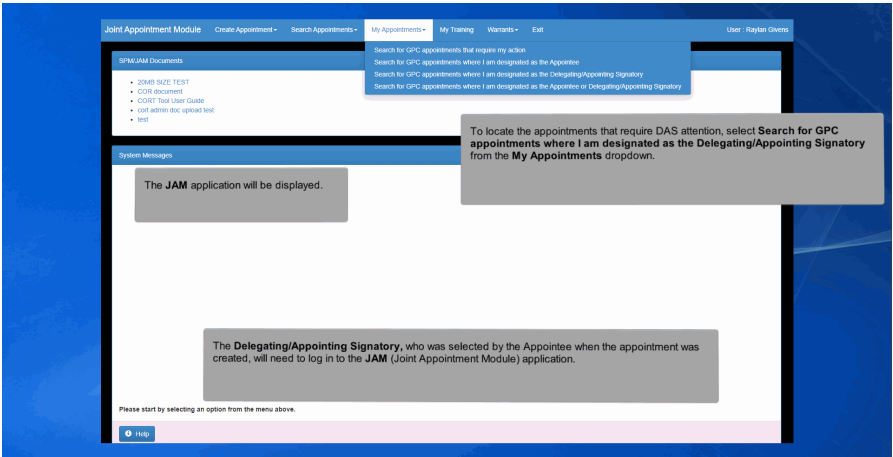 Joint Appointment Module Create Appointment Search Appointments My Appointments My Training Warrants Exit User : Raylan Givens
Search for GPC appointments that require my action
Search for GPC appointments where I am designated as the Appointee
Search for GPC appointments where I am designated as the Delegating/Appointing Signatory
Search for GPC appointments where I am designated as the Appointee or Delegating/Appointing Signatory
SPM/JAM Documents
20MB SIZE TEST
COR document
CORT Tool User Guide
cort admin doc upload test
test
To locate the appointments that require DAS attention, select Search for GPC
appointments where I am designated as the Delegating/Appointing Signatory
from the My Appointments dropdown.
System Messages
The JAM application will be displayed.
The Delegating/Appointing Signatory, who was selected by the Appointee when the appointment was
created, will need to log in to the JAM (Joint Appointment Module) application.
Please start by selecting an option from the menu above.
Help